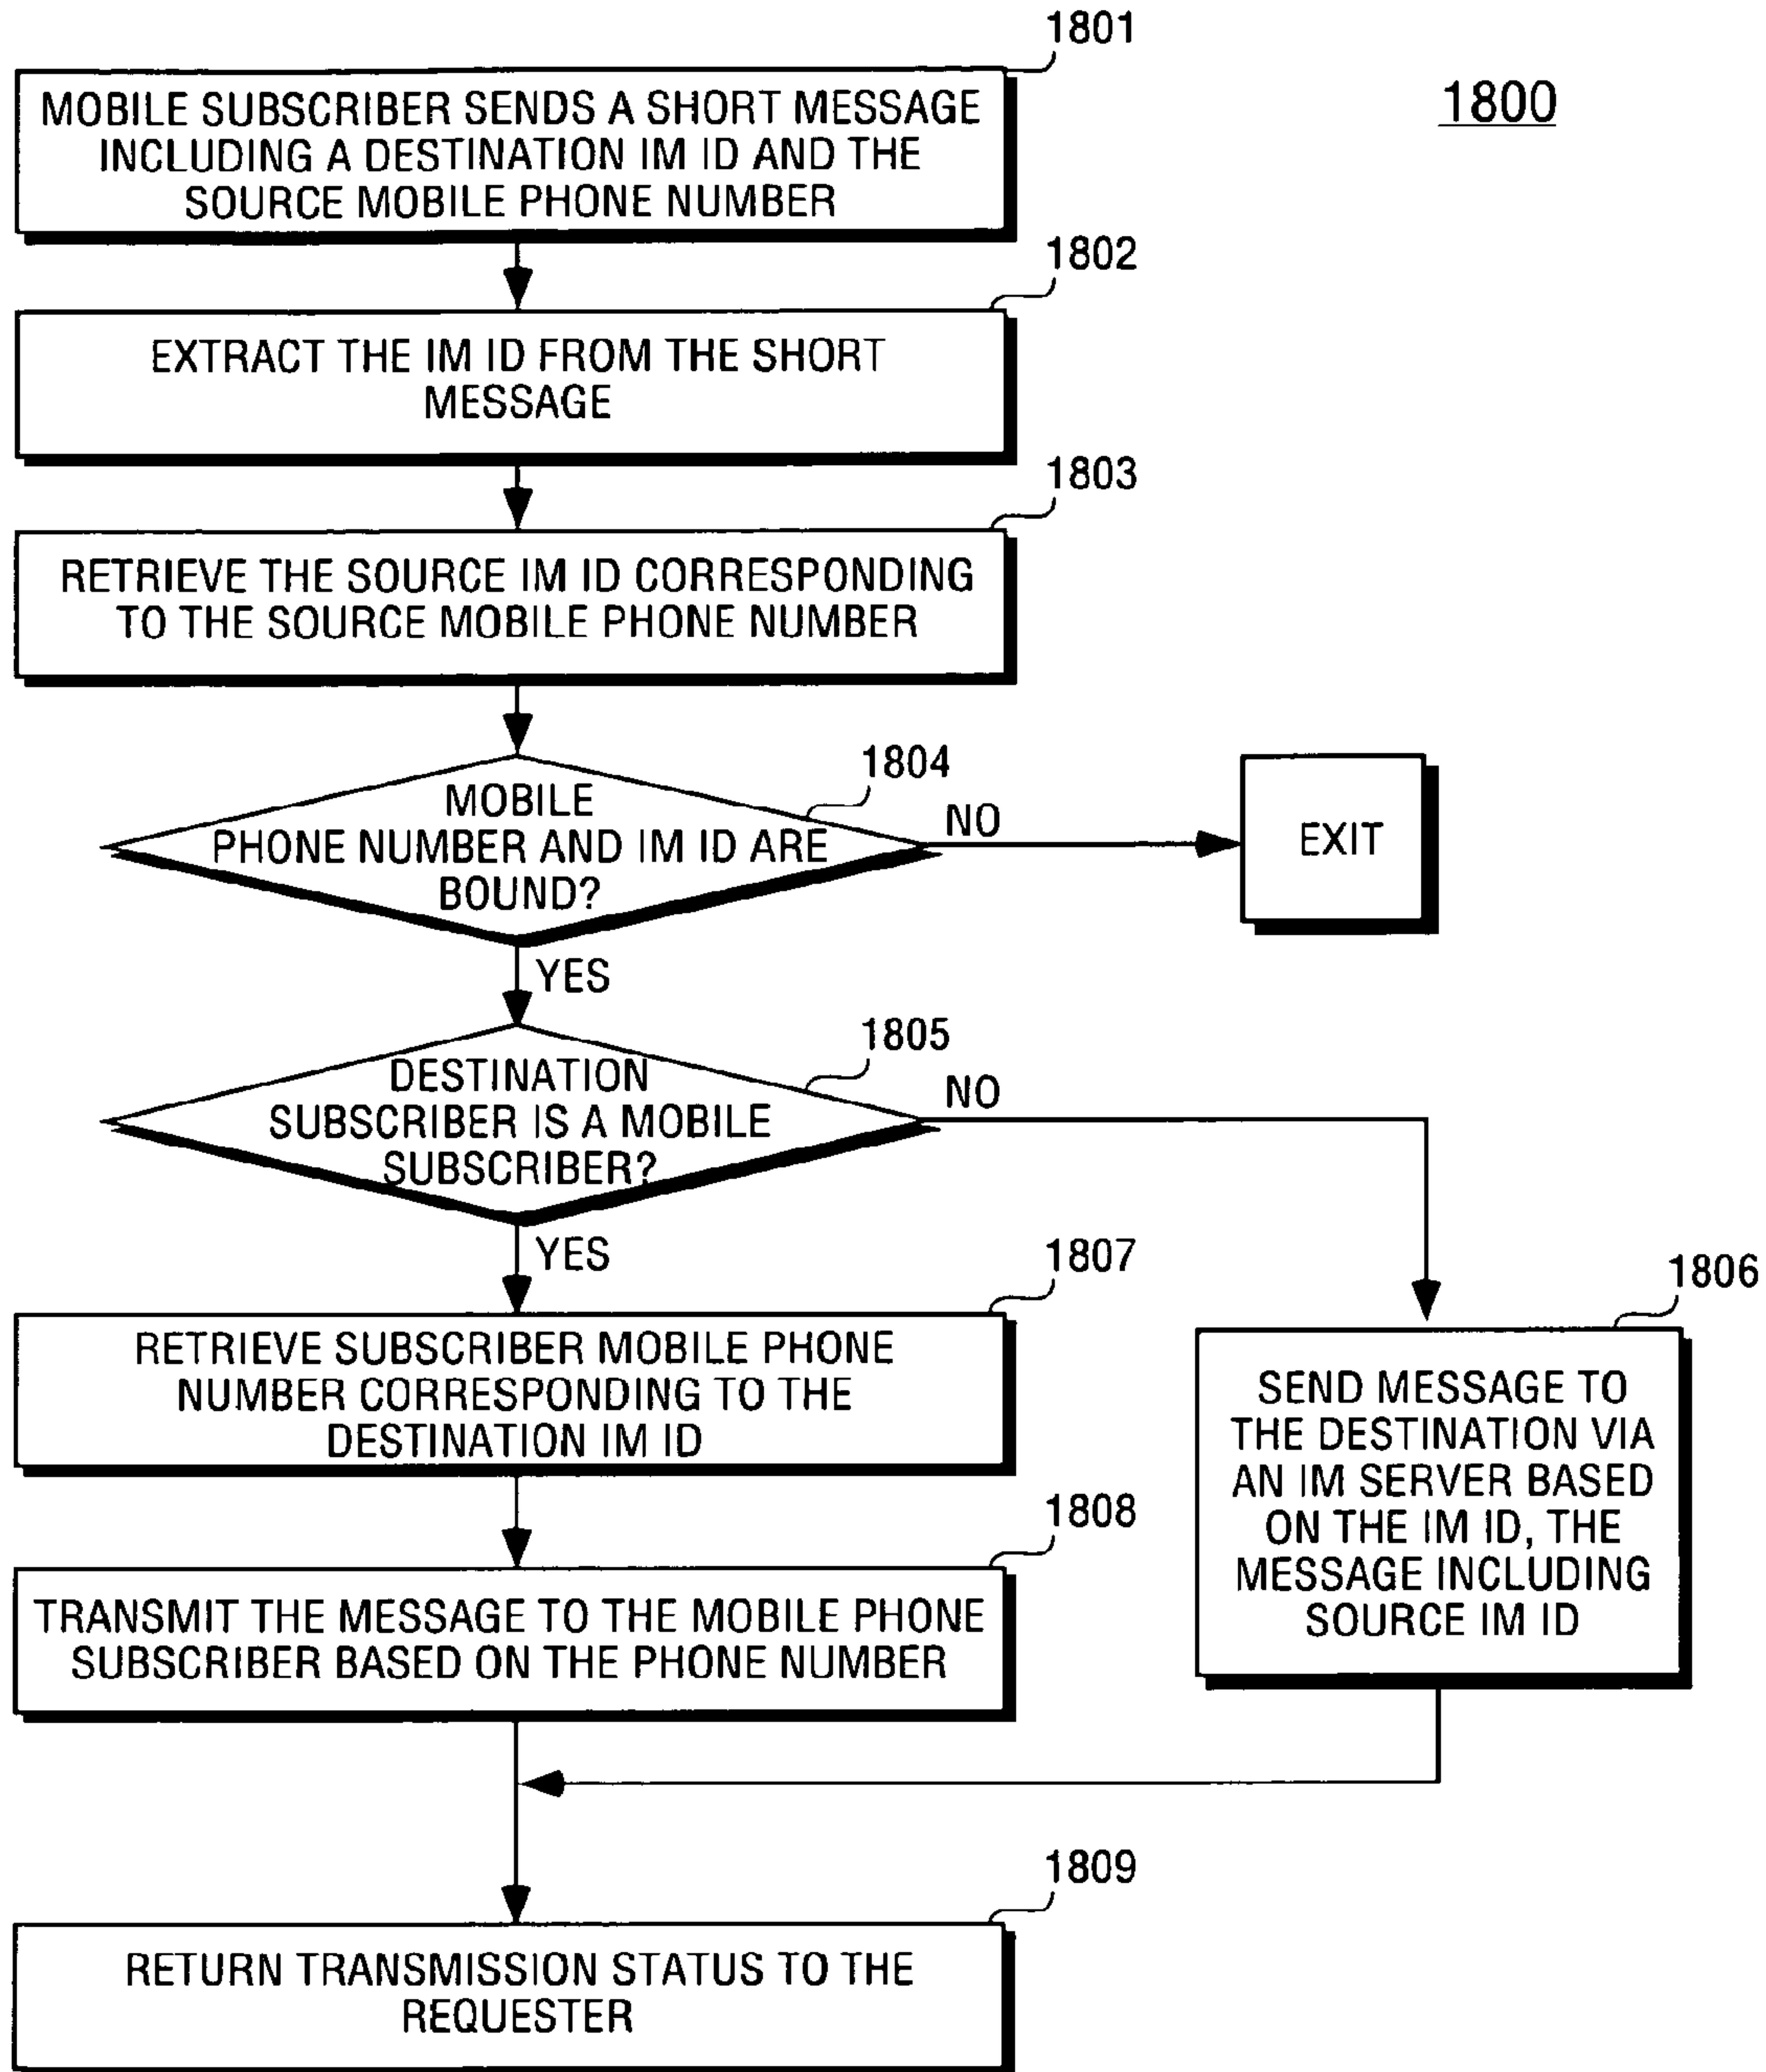 1801
1800
MOBILE SUBSCRIBER SENDS A SHORT MESSAGE
INCLUDING A DESTINATION IM ID AND THE
SOURCE MOBILE PHONE NUMBER
1802
EXTRACT THE IM ID FROM THE SHORT
MESSAGE
1803
RETRIEVE THE SOURCE IM ID CORRESPONDING
TO THE SOURCE MOBILE PHONE NUMBER
1804
MOBILE
PHONE NUMBER AND IM ID ARE
BOUND?
NO
EXIT
YES
1805
DESTINATION
SUBSCRIBER IS A MOBILE
SUBSCRIBER?
NO
YES
1807
RETRIEVE SUBSCRIBER MOBILE PHONE
NUMBER CORRESPONDING TO THE
DESTINATION IM ID
1806
SEND MESSAGE TO
THE DESTINATION VIA
AN IM SERVER BASED
ON THE IM ID, THE
MESSAGE INCLUDING
SOURCE IM ID
1808
TRANSMIT THE MESSAGE TO THE MOBILE PHONE
SUBSCRIBER BASED ON THE PHONE NUMBER
1809
RETURN TRANSMISSION STATUS TO THE
REQUESTER